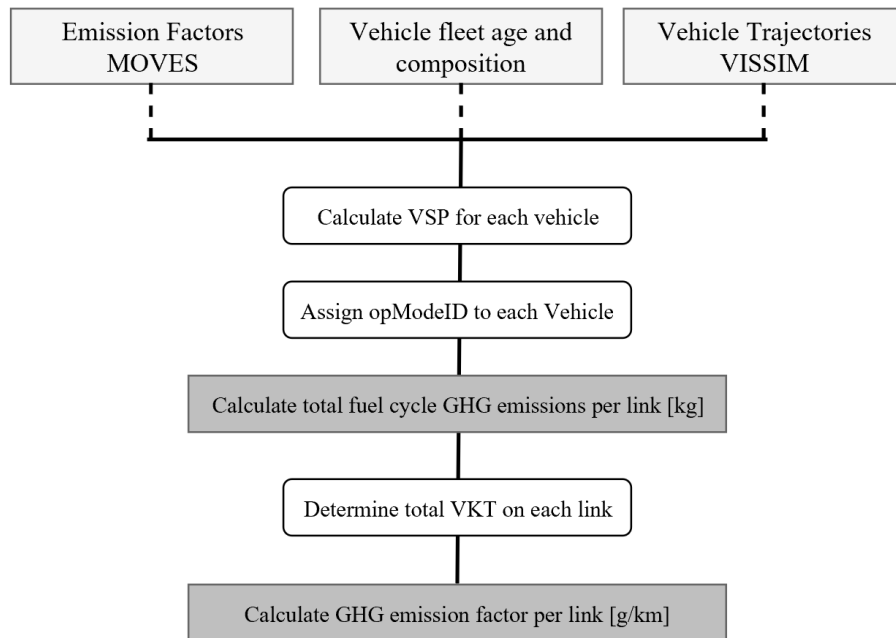 Emission Factors
MOVES
Vehicle fleet age and
composition
Vehicle Trajectories
VISSIM
Calculate VSP for each vehicle
Assign opModeID to each Vehicle
Calculate total fuel cycle GHG emissions per link [kg]
Determine total VKT on each link
Calculate GHG emission factor per link [g/km]